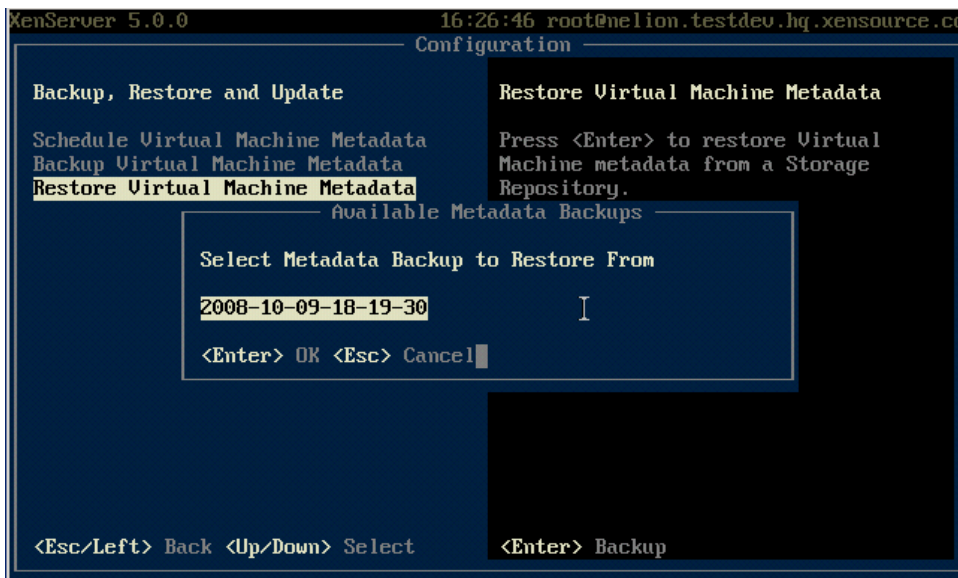 XenServer 5.0.0 16:26:46 root@nelion.testdev.hq.xensource.co
Configuration
Backup, Restore and Update
Schedule Virtual Machine Metadata
Backup Virtual Machine Metadata
Restore Virtual Machine Metadata
Restore Virtual Machine Metadata
Press <Enter> to restore Virtual
Machine metadata from a Storage
Repository.
Available Metadata Backups
Select Metadata Backup to Restore From
2008-10-09-18-19-30
<Enter> OK <Esc> Cancel
<Esc/Left> Back <Up/Down> Select
<Enter> Backup